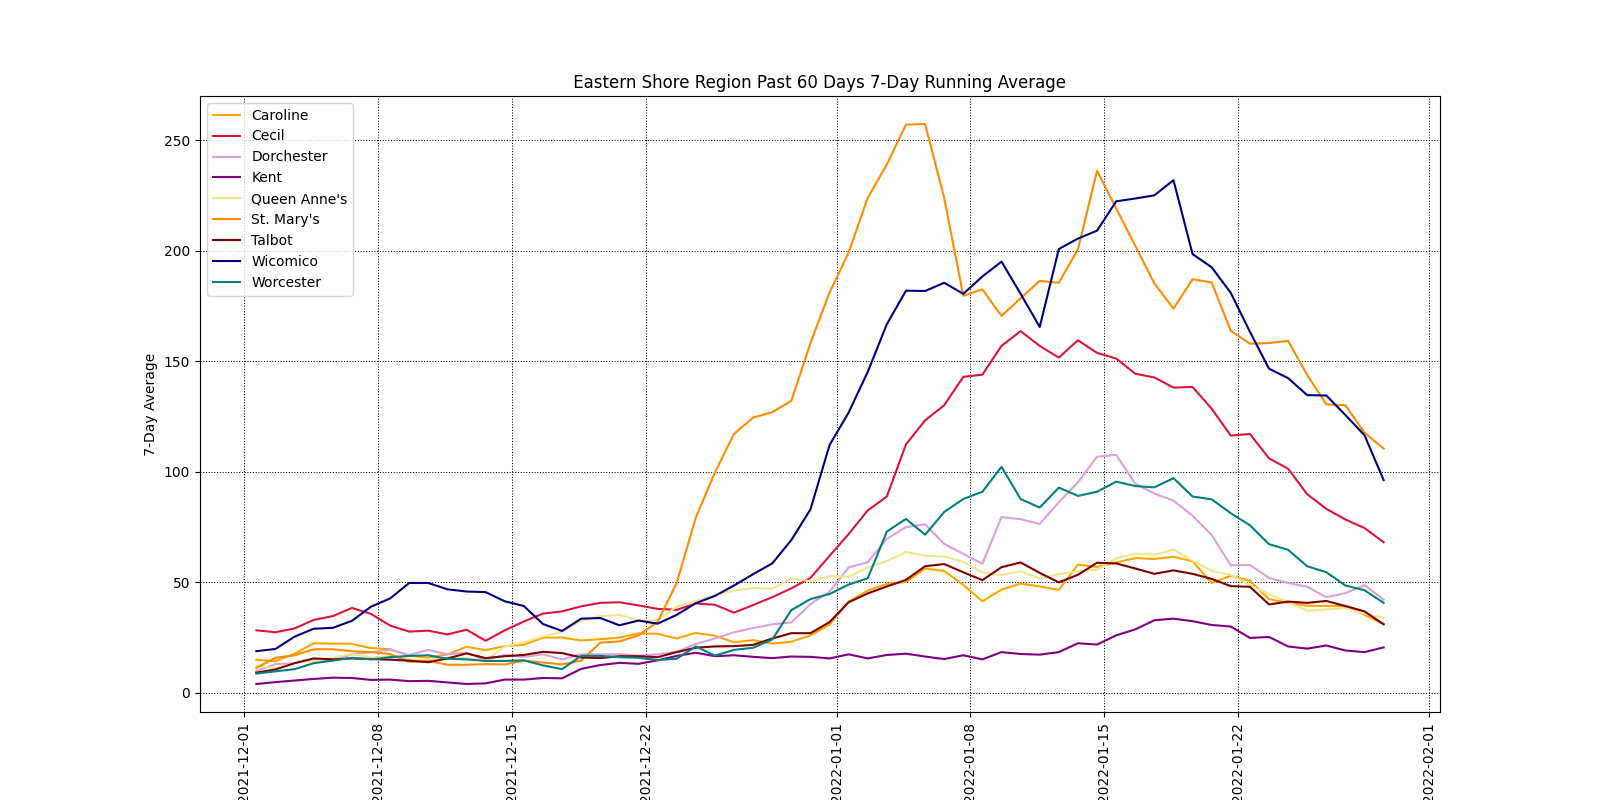 Eastern Shore Region Past 60 Days 7-Day Running Average
Caroline
Cecil
Dorchester
Kent
Queen Anne's
St. Mary's
Talbot
Wicomico
Worcester
7-Day Average
250
200
150
100
50
0
2021-12-01
2021-12-08
2021-12-15
2021-12-22
2022-01-01
2022-01-08
2022-01-15
2022-01-22
2022-02-01